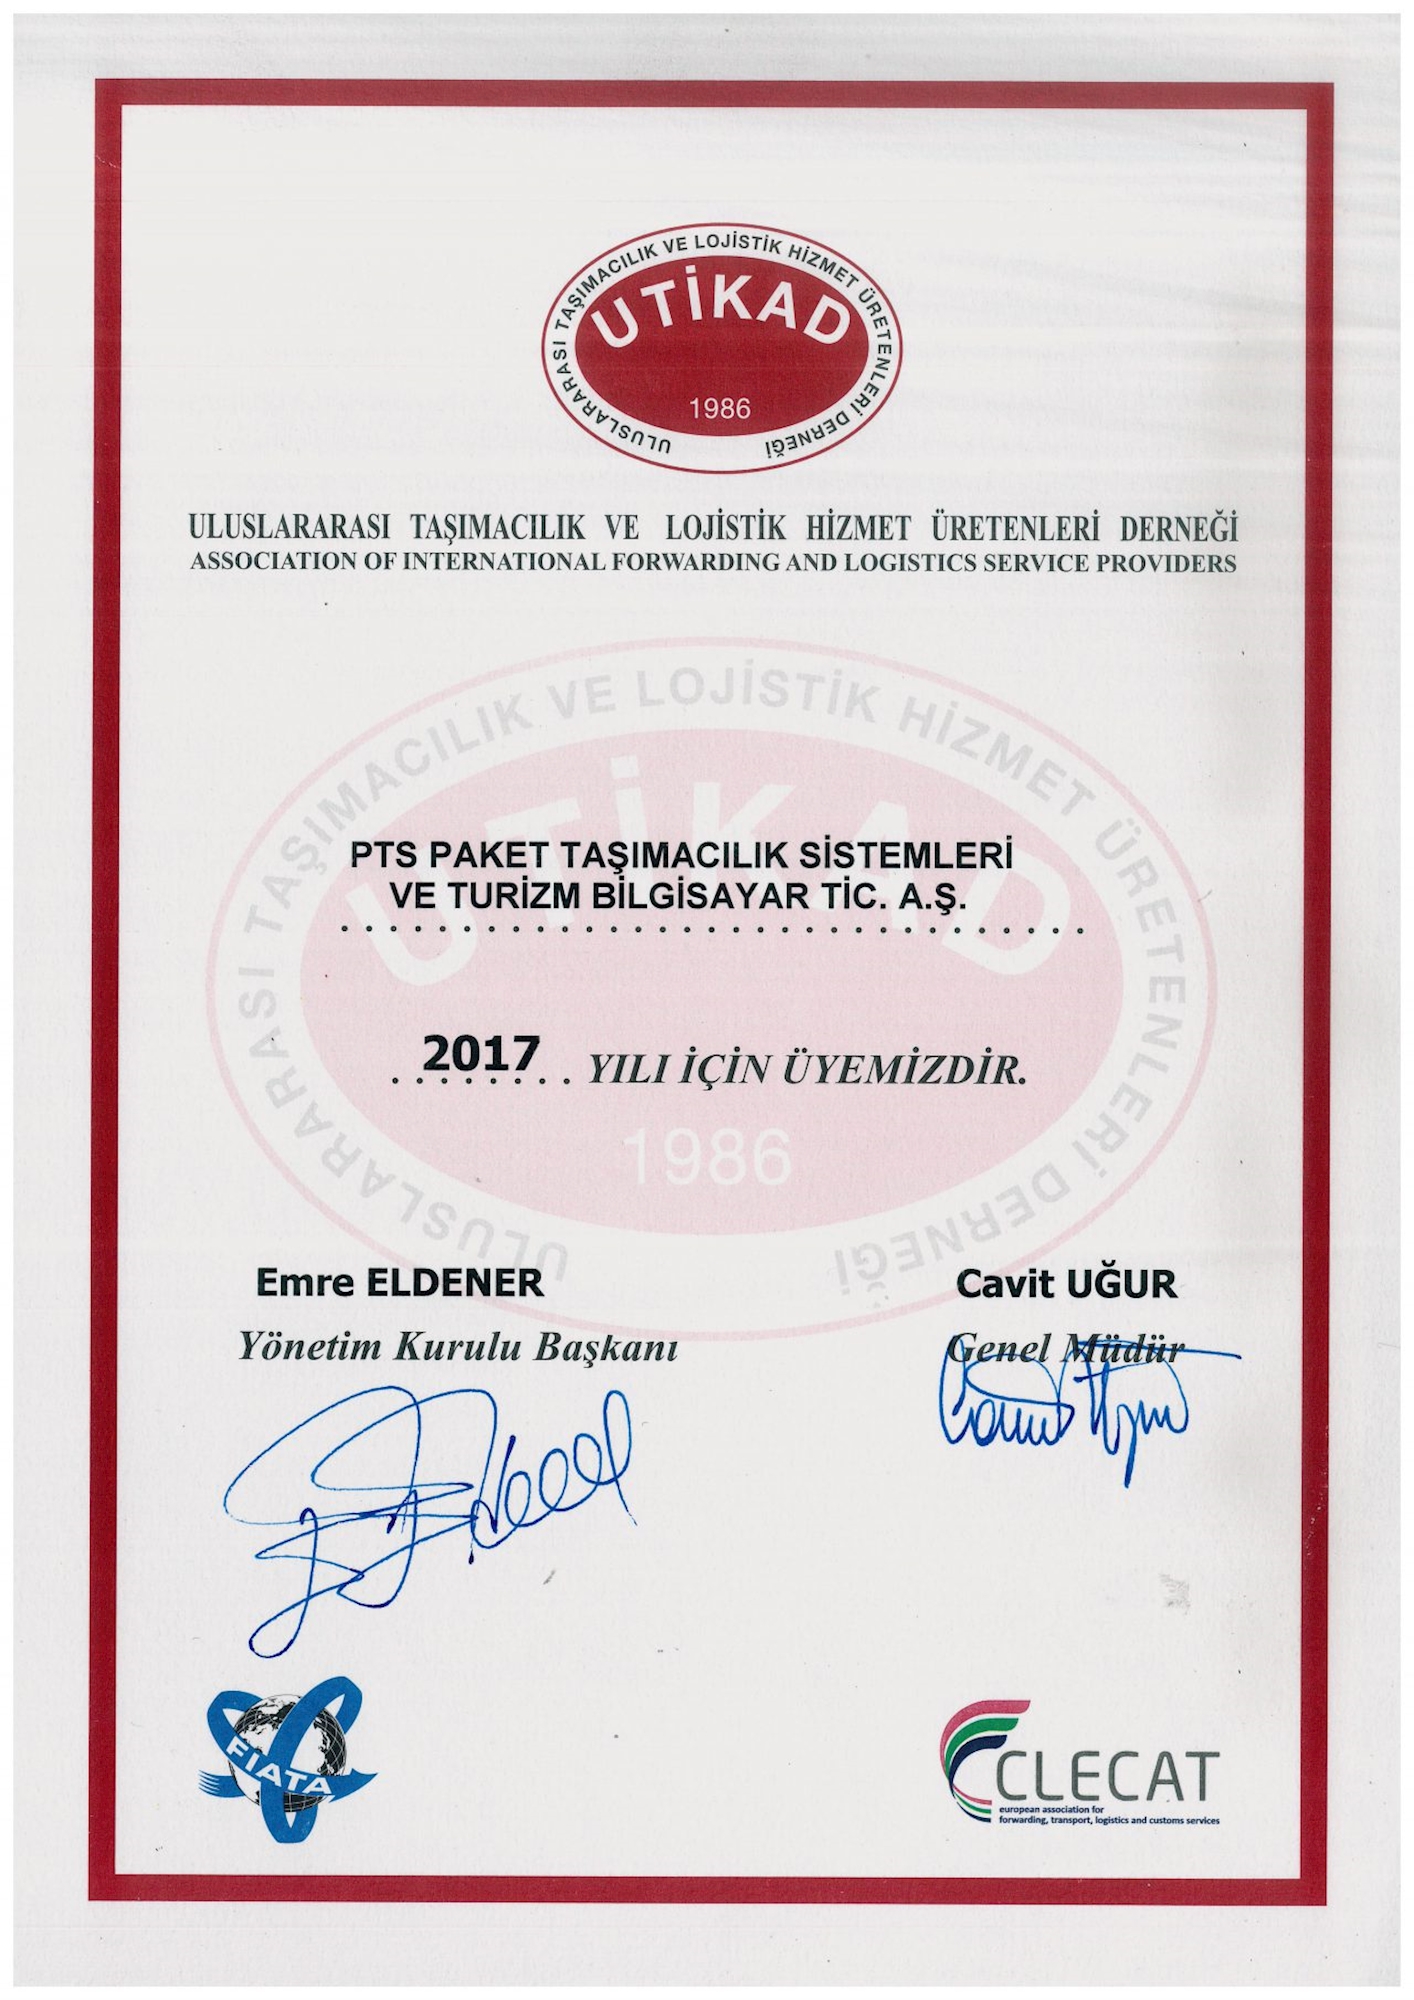 ULUSLARARASI TAŞIMACILIK VE LOJİSTİK HİZMET ÜRETENLERİ DERNEĞİ
UTİKAD
1986
ULUSLARARASI TAŞIMACILIK VE LOJİSTİK HİZMET ÜRETENLERİ DERNEĞİ
ASSOCIATION OF INTERNATIONAL FORWARDING AND LOGISTICS SERVICE PROVIDERS
ULUSLARARASI TAŞIMACILIK VE LOJİSTİK HİZMET ÜRETENLERİ DERNEĞİ
UTİKAD
PTS PAKET TAŞIMACILIK SİSTEMLERİ
VE TURİZM BİLGİSAYAR TİC. A.Ş.
2017 YILI İÇİN ÜYEMİZDİR.
1986
Emre ELDENER
Cavit UĞUR
Yönetim Kurulu Başkanı
Genel Müdür
FIATA
CLECAT
european association for
forwarding, transport, logistics and customs services